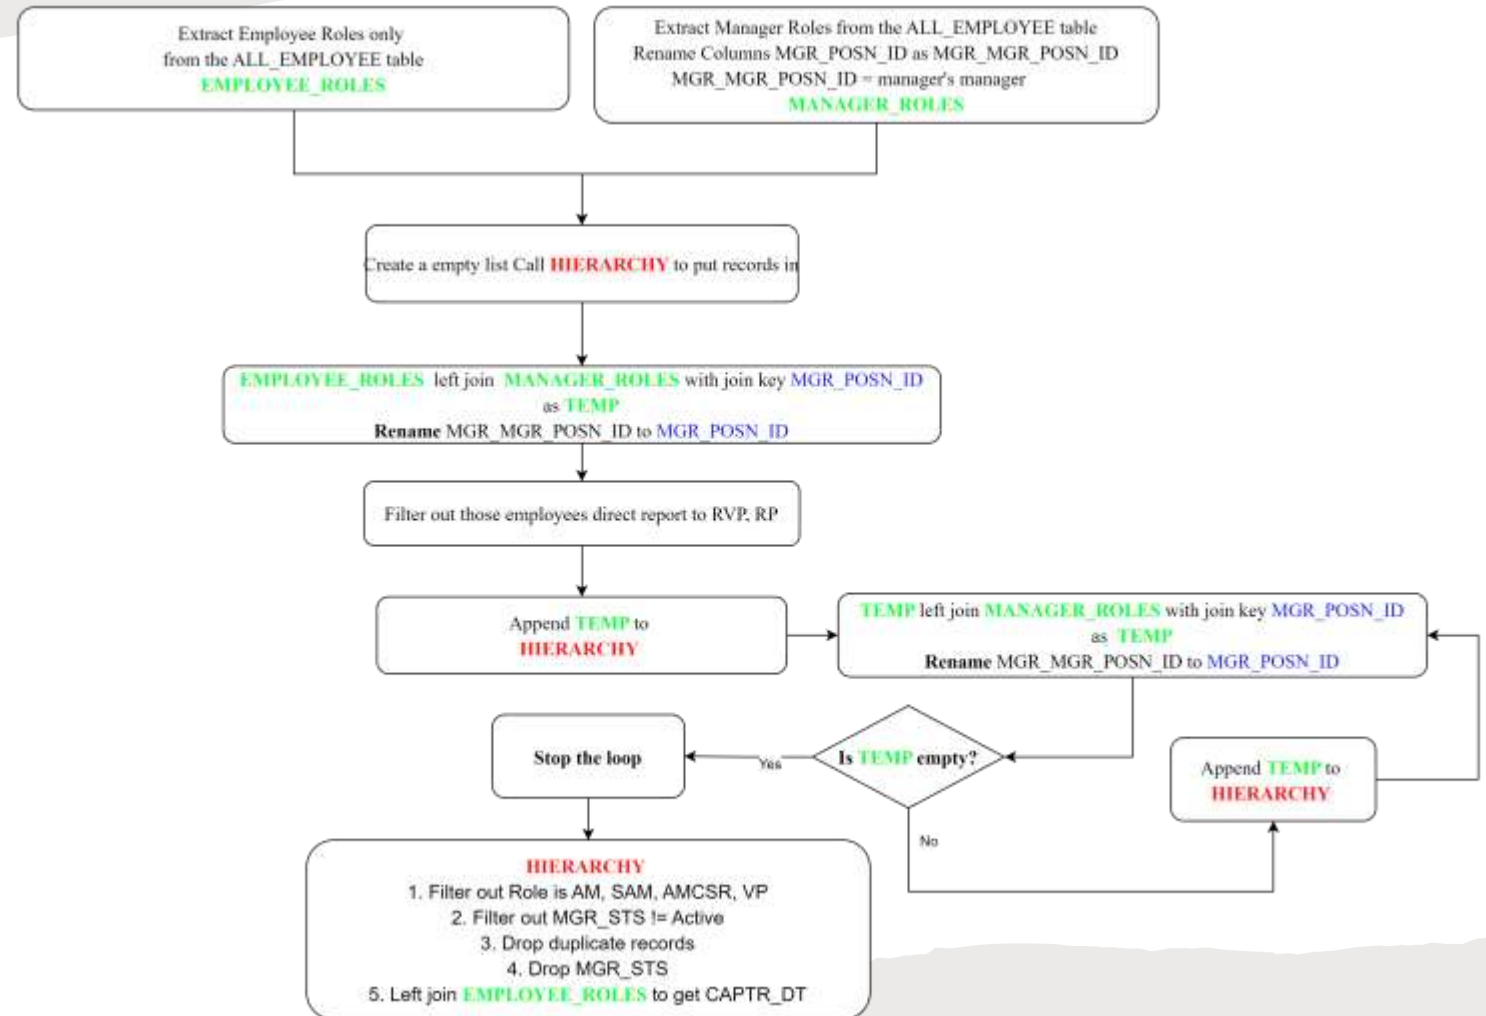 Extract Employee Roles only
from the ALL_EMPLOYEE table
EMPLOYEE_ROLES
Extract Manager Roles from the ALL_EMPLOYEE table
Rename Columns MGR_POSN_ID as MGR_MGR_POSN_ID
MGR_MGR_POSN_ID = manager's manager
MANAGER_ROLES
Create a empty list Call HIERARCHY to put records in
EMPLOYEE_ROLES left join MANAGER_ROLES with join key MGR_POSN_ID
as TEMP
Rename MGR_MGR_POSN_ID to MGR_POSN_ID
Filter out those employees direct report to RVP, RP
Append TEMP to
HIERARCHY
TEMP left join MANAGER_ROLES with join key MGR_POSN_ID
as TEMP
Rename MGR_MGR_POSN_ID to MGR_POSN_ID
Stop the loop
Yes
Is TEMP empty?
No
Append TEMP to
HIERARCHY
HIERARCHY
1. Filter out Role is AM, SAM, AMCSR, VP
2. Filter out MGR_STS != Active
3. Drop duplicate records
4. Drop MGR_STS
5. Left join EMPLOYEE_ROLES to get CAPTR_DT